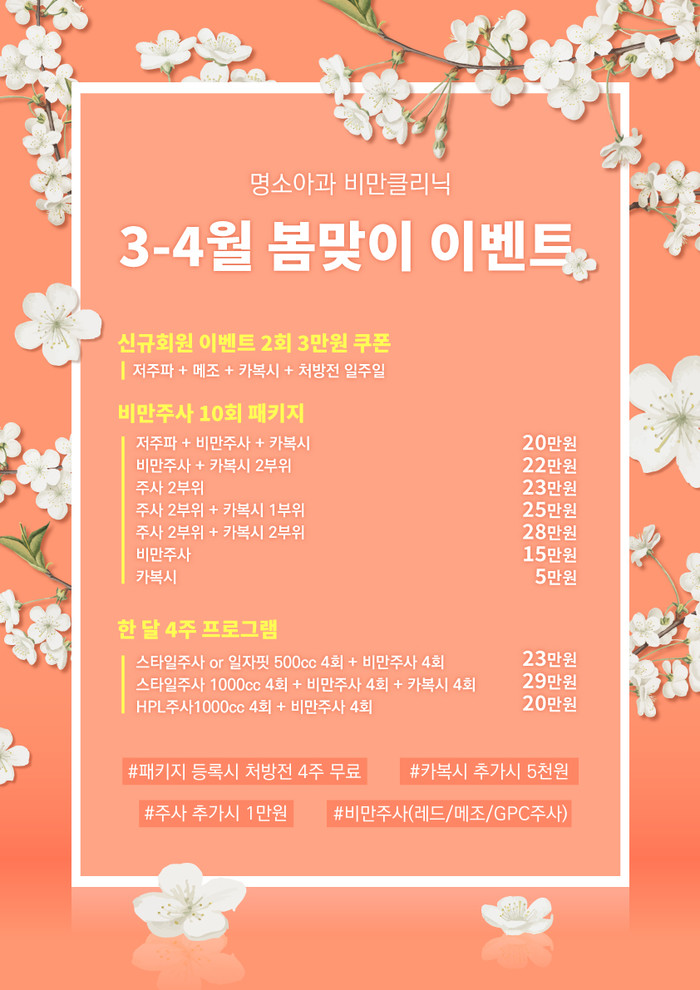 명소아과 비만클리닉
3-4월 봄맞이 이벤트
신규회원 이벤트 2회 3만원 쿠폰
저주파 + 메조 + 카복시 + 처방전 일주일
비만주사 10회 패키지
저주파 + 비만주사 + 카복시 20만원
비만주사 + 카복시 2부위 22만원
주사 2부위 23만원
주사 2부위 + 카복시 1부위 25만원
주사 2부위 + 카복시 2부위 28만원
비만주사 15만원
카복시 5만원
한 달 4주 프로그램
스타일주사 or 일자핏 500cc 4회 + 비만주사 4회 23만원
스타일주사 1000cc 4회 + 비만주사 4회 + 카복시 4회 29만원
HPL주사1000cc 4회 + 비만주사 4회 20만원
#패키지 등록시 처방전 4주 무료 #카복시 추가시 5천원
#주사 추가시 1만원 #비만주사(레드/메조/GPC주사)